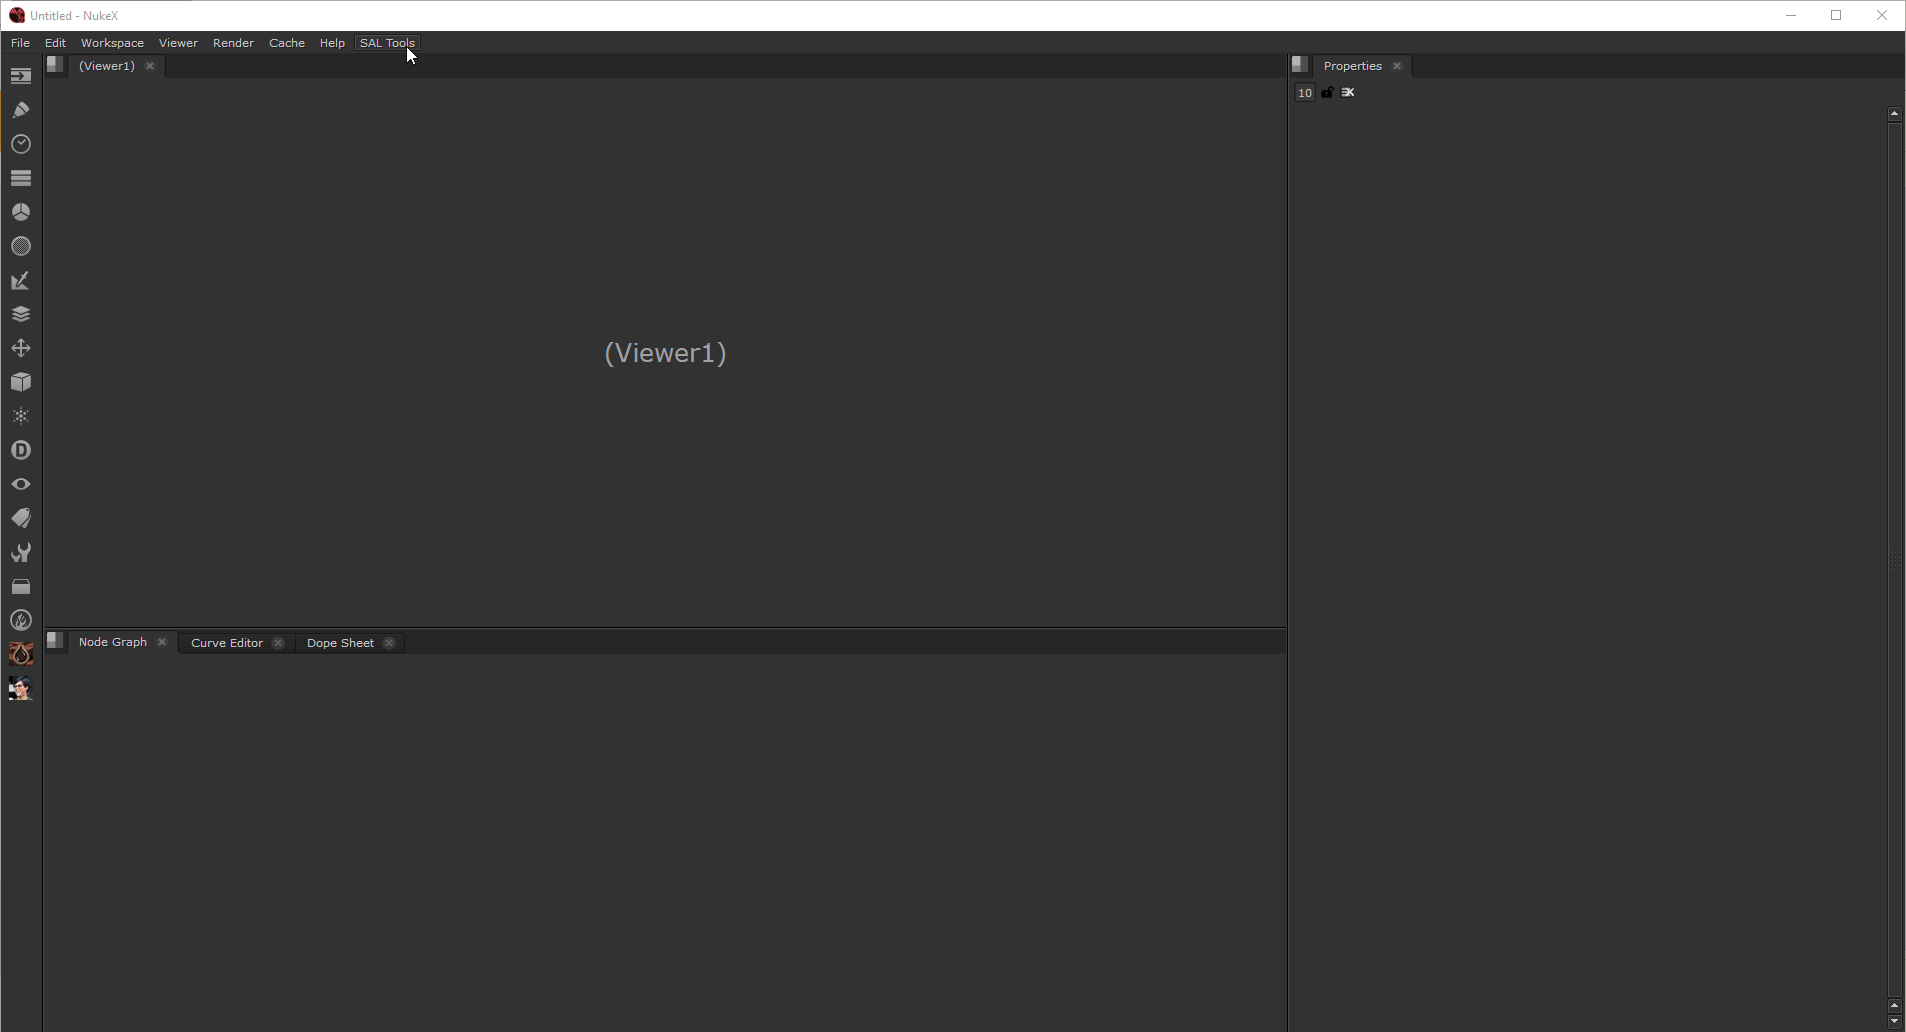 Untitled - NukeX
File Edit Workspace Viewer Render Cache Help SAL Tools
(Viewer1)
Properties
10
D
(Viewer1)
Node Graph Curve Editor Dope Sheet